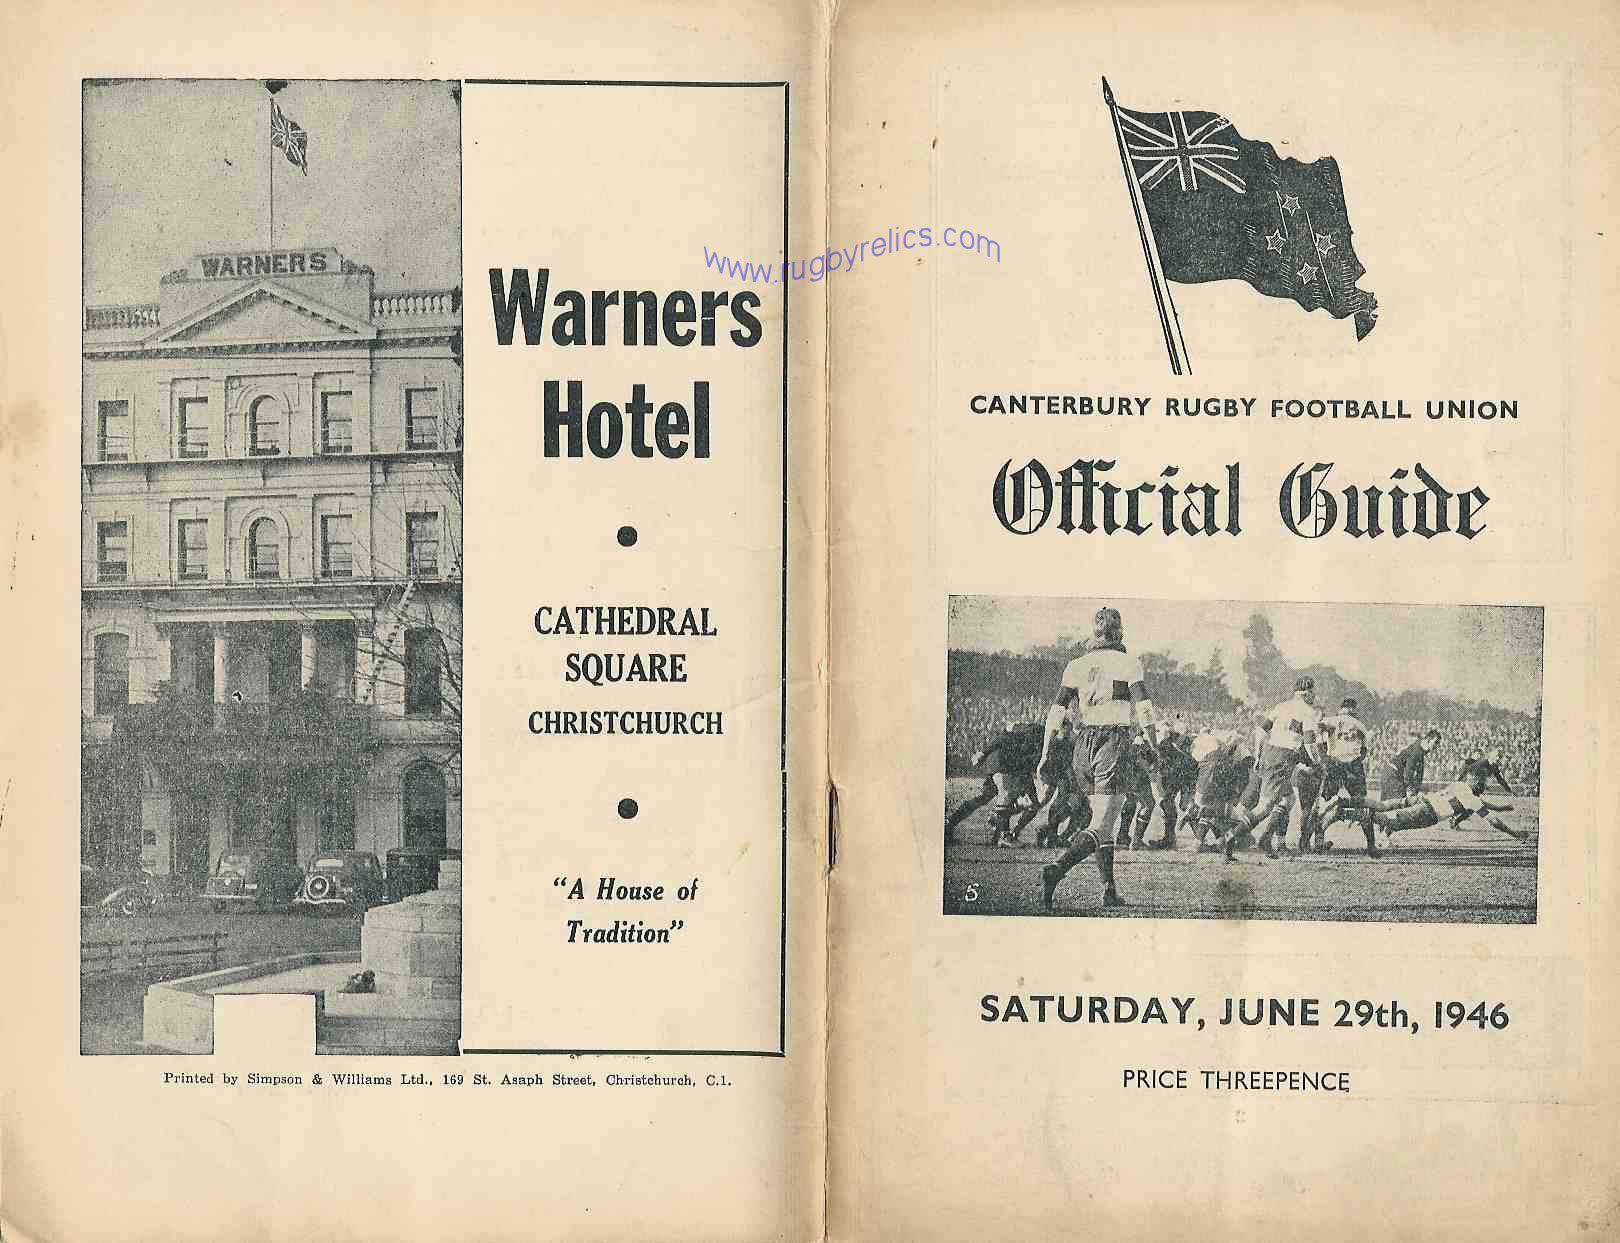 WARNERS
Warners
Hotel
CATHEDRAL
SQUARE
CHRISTCHURCH
"A House of
Tradition"
Printed by Simpson & Williams Ltd., 169 St. Asaph Street, Christchurch, C.1.
www.rugbyrelics.com
CANTERBURY RUGBY FOOTBALL UNION
Official Guide
5
SATURDAY, JUNE 29th, 1946
PRICE THREEPENCE